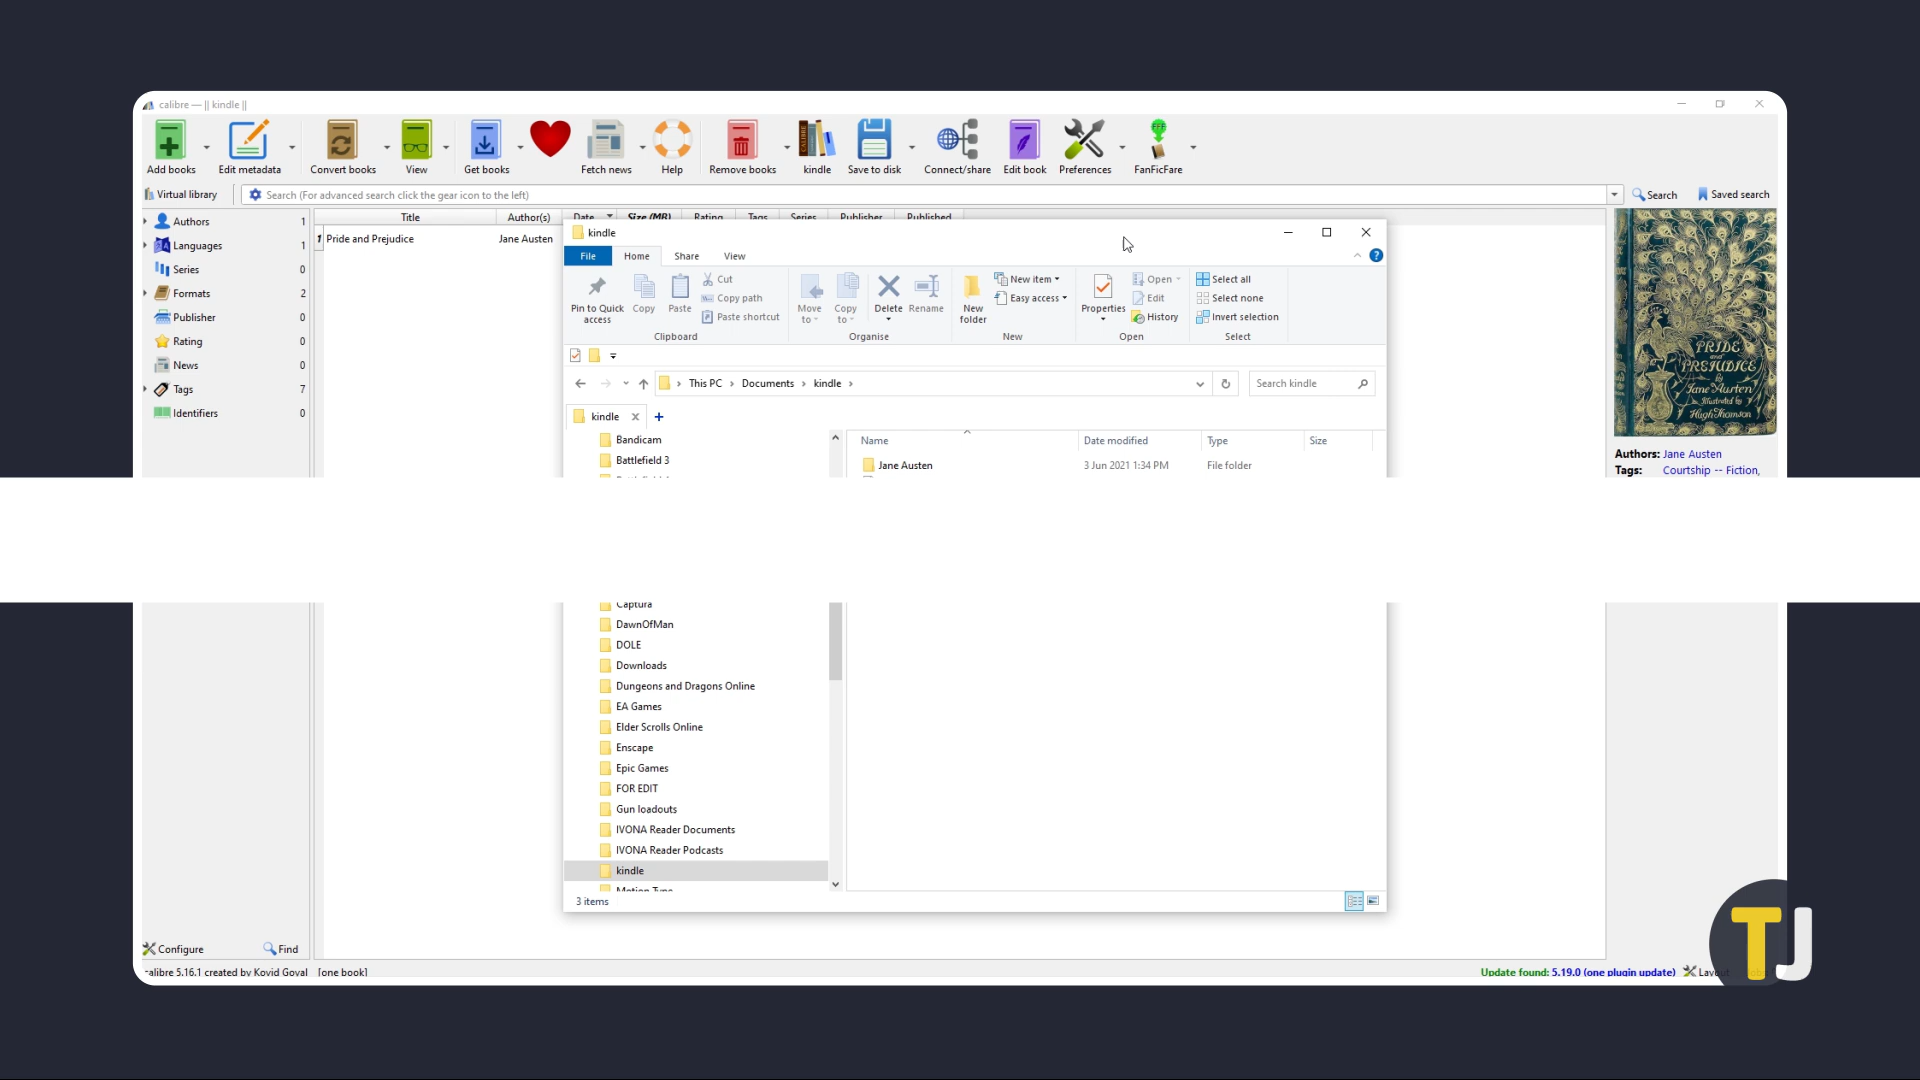 calibre — || kindle ||
Add books
Edit metadata
Convert books
View
Get books
Fetch news
Help
Remove books
kindle
Save to disk
Connect/share
Edit book
Preferences
FanFicFare
Virtual library
Search (For advanced search click the gear icon to the left)
Search
Saved search
Authors 1
Languages 1
Series 0
Formats 2
Publisher 0
Rating 0
News 0
Tags 7
Identifiers 0
Title Author(s) Date Size (MB) Rating Tags Series Publisher Published
1 Pride and Prejudice Jane Austen
kindle
File Home Share View
Pin to Quick access
Copy
Paste
Cut
Copy path
Paste shortcut
Clipboard
Move to
Copy to
Delete
Rename
Organise
New folder
New item
Easy access
New
Properties
Open
Edit
History
Open
Select all
Select none
Invert selection
Select
This PC > Documents > kindle >
Search kindle
kindle
Name Date modified Type Size
Jane Austen 3 Jun 2021 1:34 PM File folder
Bandicam
Battlefield 3
Captura
DawnOfMan
DOLE
Downloads
Dungeons and Dragons Online
EA Games
Elder Scrolls Online
Enscape
Epic Games
FOR EDIT
Gun loadouts
IVONA Reader Documents
IVONA Reader Podcasts
kindle
3 items
PRIDE
and
PREJUDICE
by
Jane Austen
Illustrated by
Hugh Thomson
Authors: Jane Austen
Tags: Courtship -- Fiction,
Configure
Find
calibre 5.16.1 created by Kovid Goyal [one book]
Update found: 5.19.0 (one plugin update)
TJ